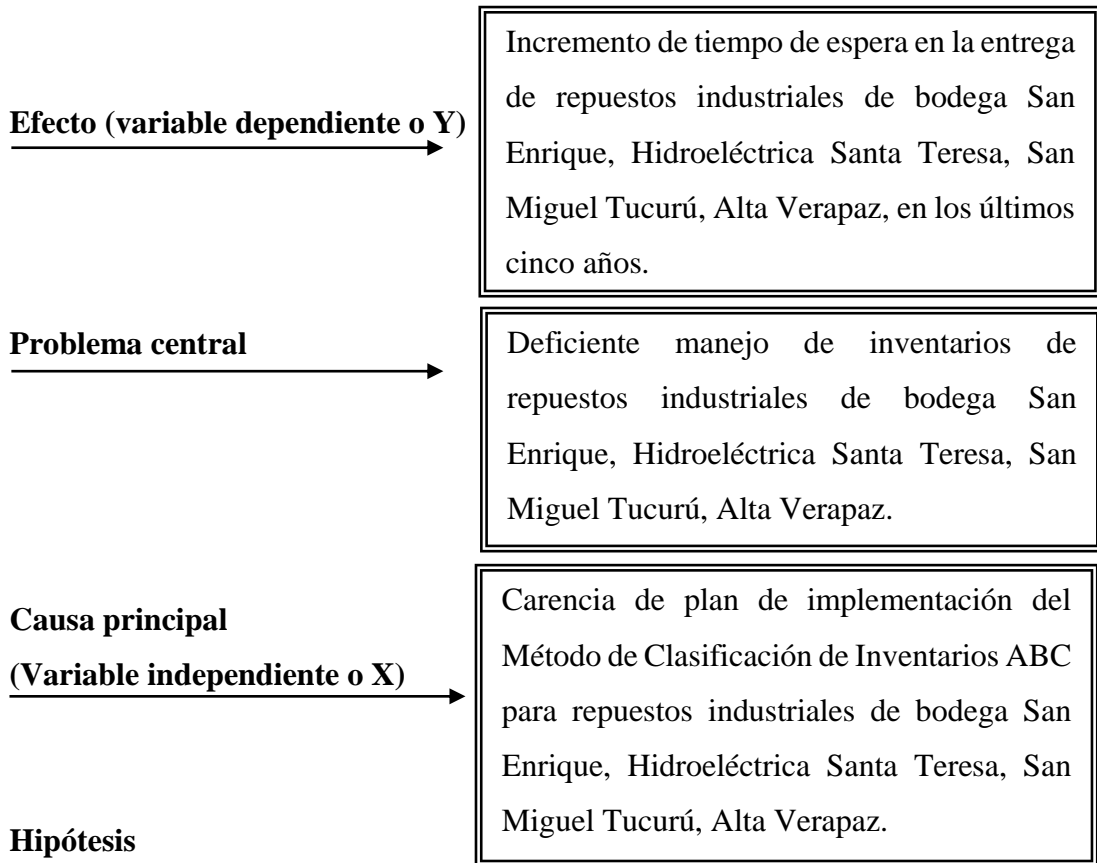 Efecto (variable dependiente o Y)
Incremento de tiempo de espera en la entrega
de repuestos industriales de bodega San
Enrique, Hidroeléctrica Santa Teresa, San
Miguel Tucurú, Alta Verapaz, en los últimos
cinco años.
Problema central
Deficiente manejo de inventarios de
repuestos industriales de bodega San
Enrique, Hidroeléctrica Santa Teresa, San
Miguel Tucurú, Alta Verapaz.
Causa principal
(Variable independiente o X)
Carencia de plan de implementación del
Método de Clasificación de Inventarios ABC
para repuestos industriales de bodega San
Enrique, Hidroeléctrica Santa Teresa, San
Miguel Tucurú, Alta Verapaz.
Hipótesis